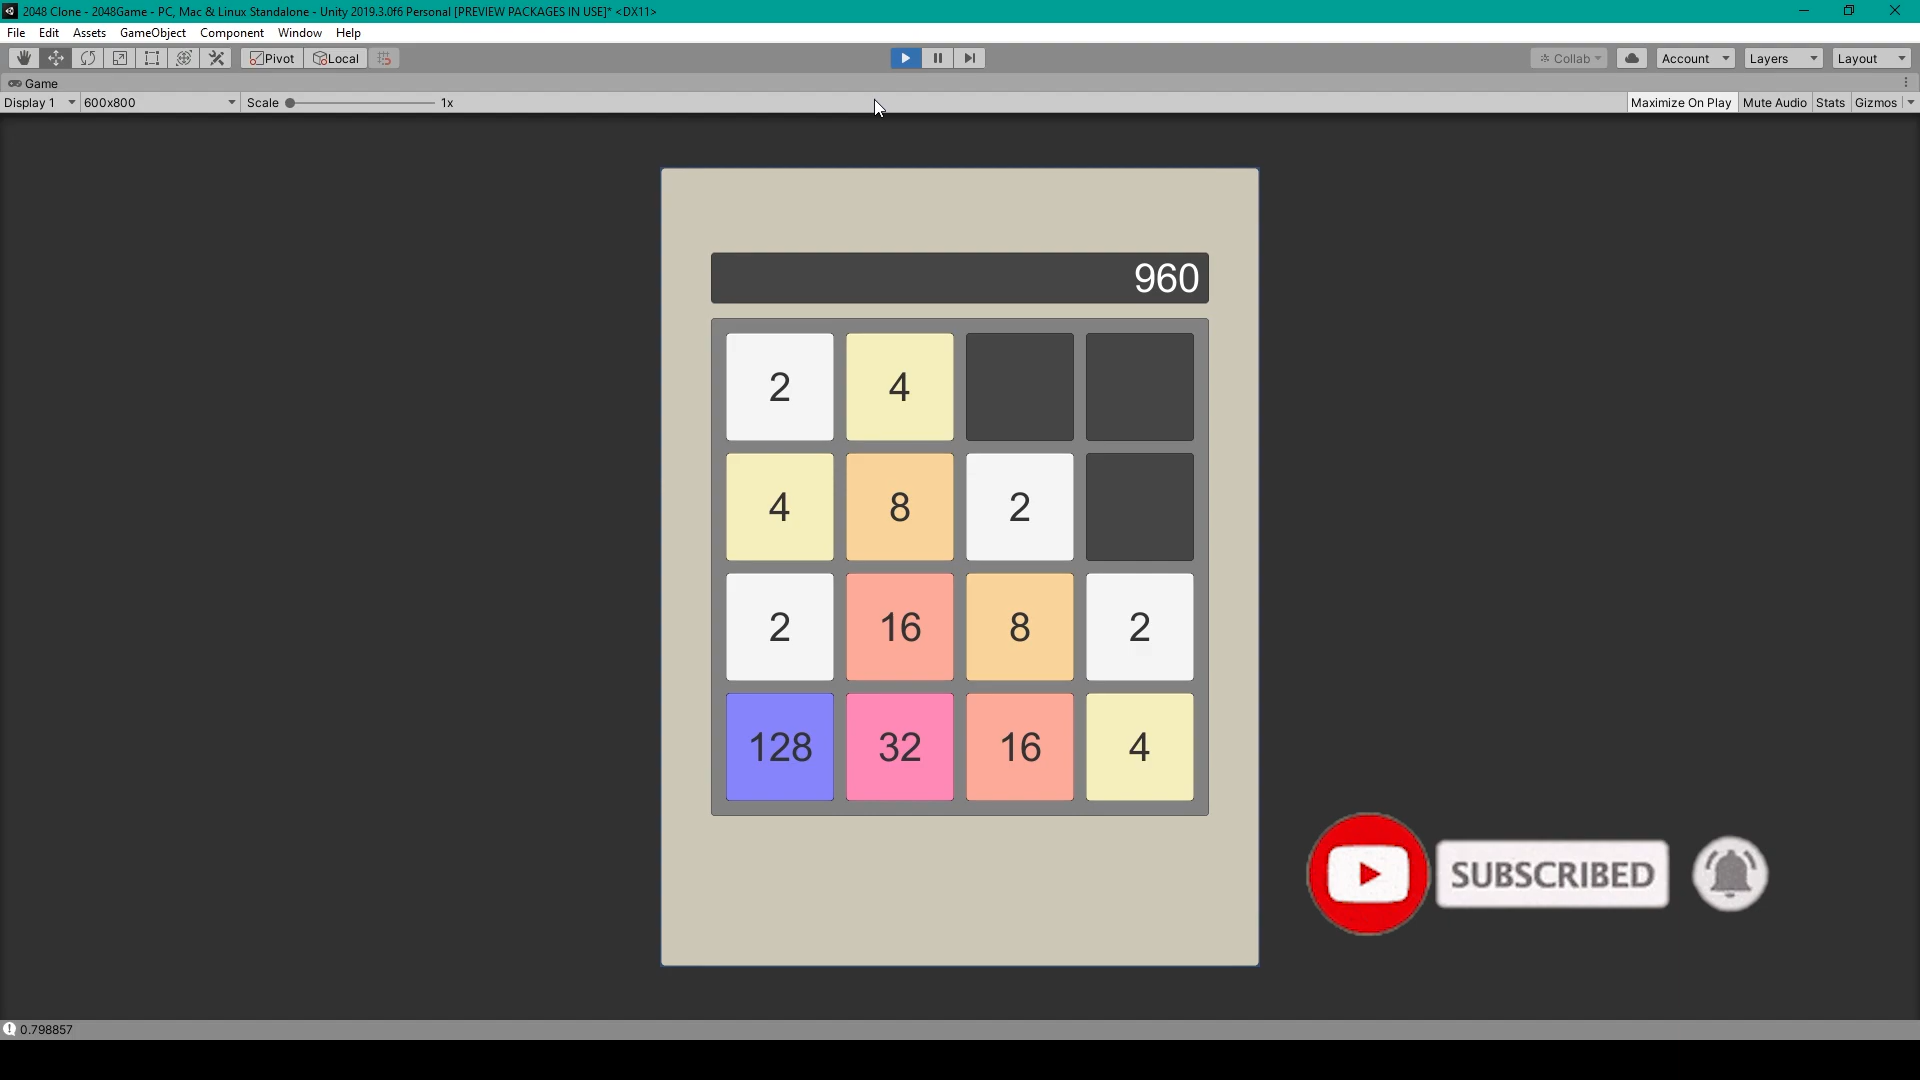 2048 Clone - 2048Game - PC, Mac & Linux Standalone - Unity 2019.3.0f6 Personal [PREVIEW PACKAGES IN USE]* <DX11>
File Edit Assets GameObject Component Window Help
Pivot Local Collab Account Layers Layout
Game
Display 1 600x800 Scale 1x Maximize On Play Mute Audio Stats Gizmos
960
2 4
4 8 2
2 16 8 2
128 32 16 4
SUBSCRIBED
0.798857